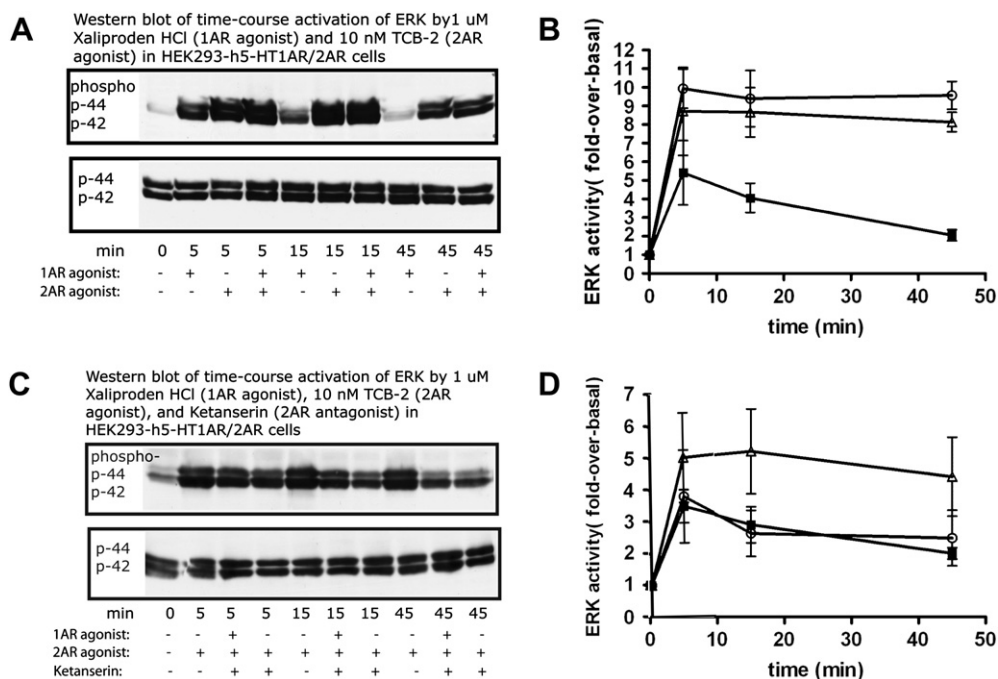 A
Western blot of time-course activation of ERK by1 uM
Xaliproden HCl (1AR agonist) and 10 nM TCB-2 (2AR
agonist) in HEK293-h5-HT1AR/2AR cells
phospho
p-44
p-42
p-44
p-42
min 0 5 5 5 15 15 15 45 45 45
1AR agonist: - + - + + - + + - +
2AR agonist: - - + + - + + - + +
B
ERK activity( fold-over-basal)
12
11
10
9
8
7
6
5
4
3
2
1
0
0 10 20 30 40 50
time (min)
C
Western blot of time-course activation of ERK by 1 uM
Xaliproden HCl (1AR agonist), 10 nM TCB-2 (2AR
agonist), and Ketanserin (2AR antagonist) in
HEK293-h5-HT1AR/2AR cells
phospho-
p-44
p-42
p-44
p-42
min 0 5 5 5 15 15 15 45 45 45
1AR agonist: - - + - - + - - + -
2AR agonist: - + + + + + + + + +
Ketanserin: - - + + - + + - + +
D
ERK activity( fold-over-basal)
7
6
5
4
3
2
1
0
0 10 20 30 40 50
time (min)